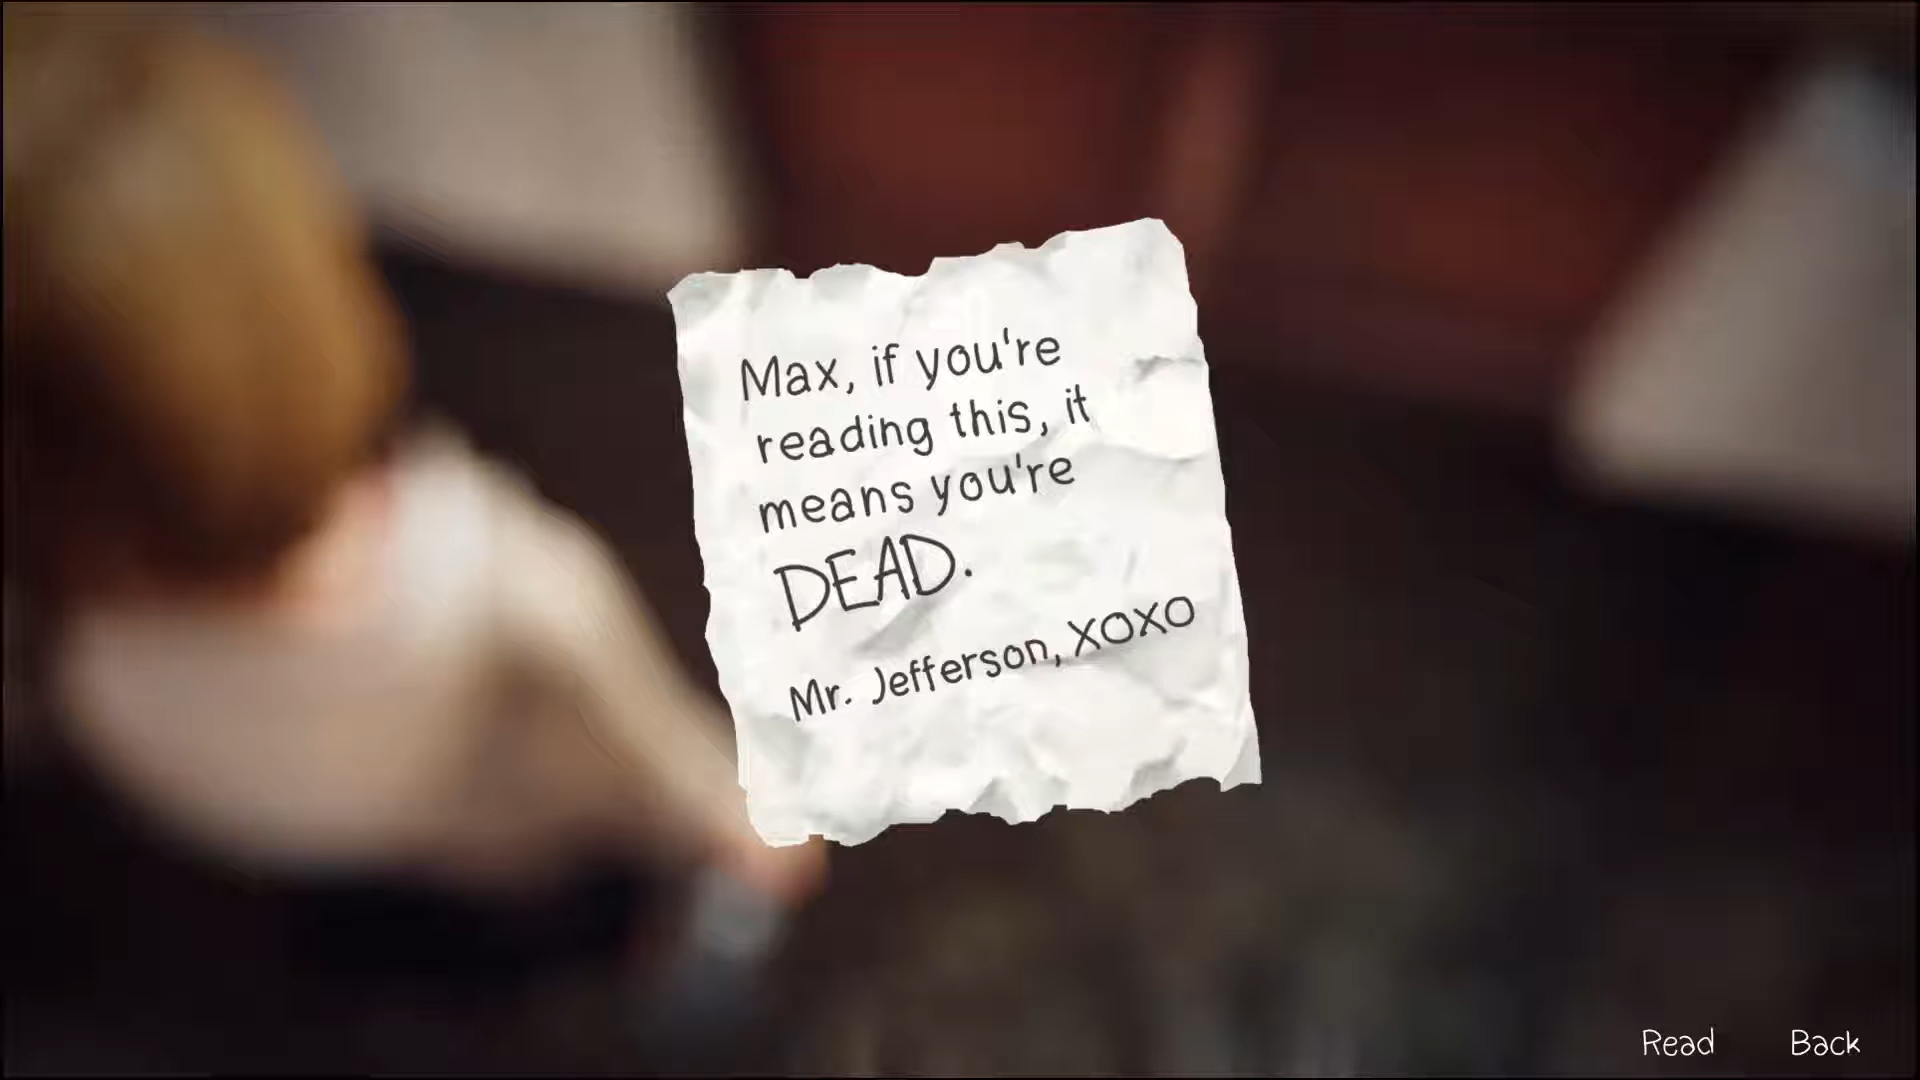 Max, if you're
reading this, it
means you're
DEAD.
Mr. Jefferson, XOXO
Read
Back